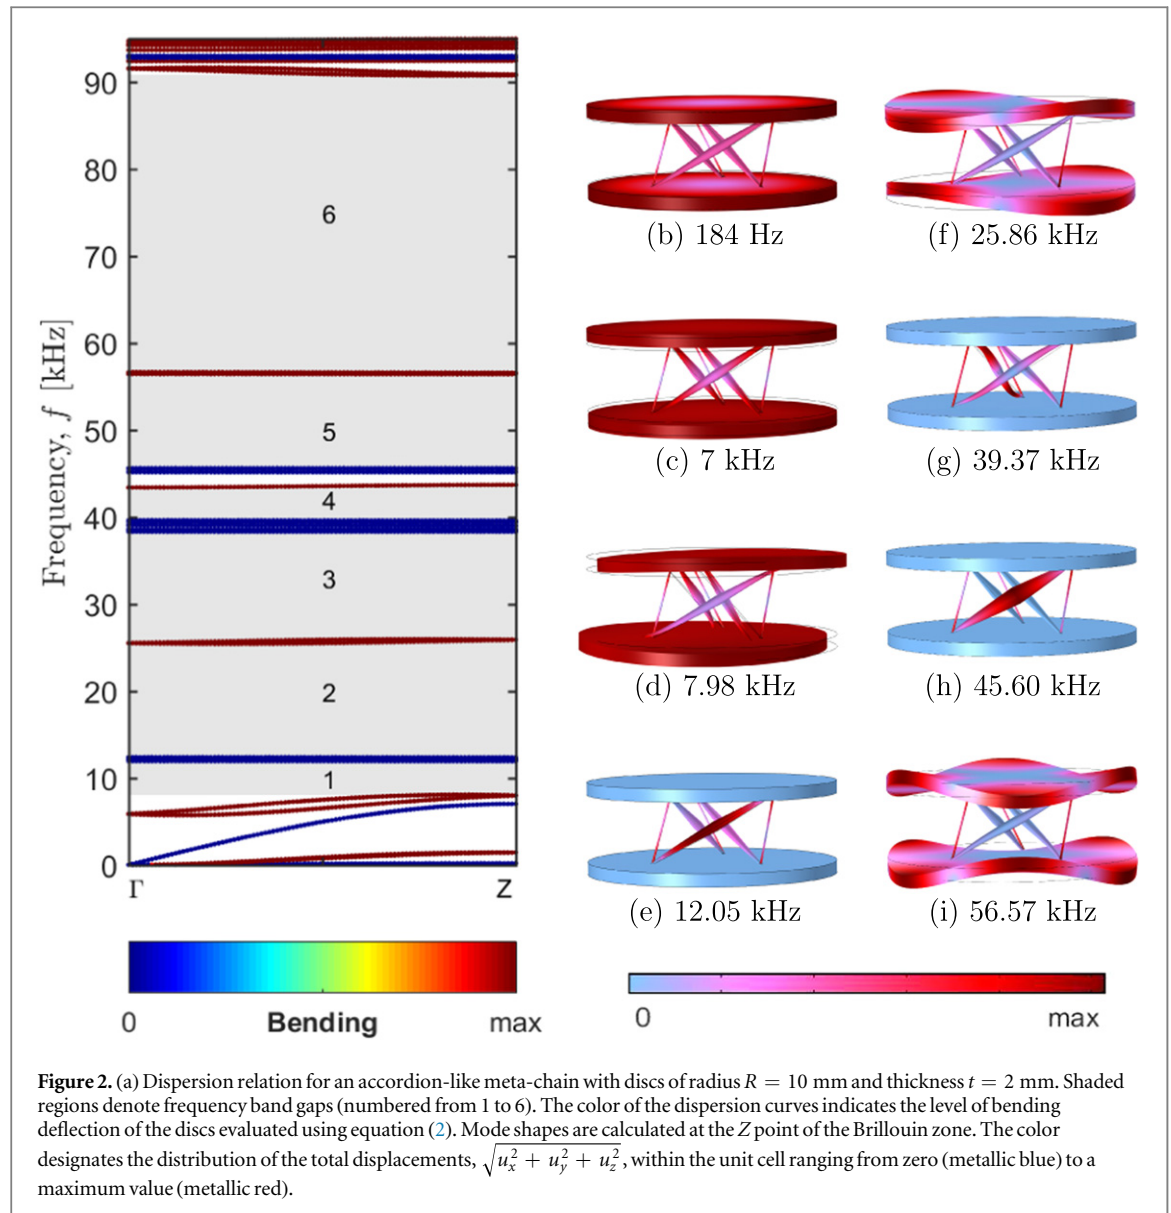 90
80
70
60
50
40
30
20
10
0
Frequency, f [kHz]
6
5
4
3
2
1
Γ
Z
0
Bending
max
(b) 184 Hz
(f) 25.86 kHz
(c) 7 kHz
(g) 39.37 kHz
(d) 7.98 kHz
(h) 45.60 kHz
(e) 12.05 kHz
(i) 56.57 kHz
0
max
Figure 2. (a) Dispersion relation for an accordion-like meta-chain with discs of radius R = 10 mm and thickness t = 2 mm. Shaded
regions denote frequency band gaps (numbered from 1 to 6). The color of the dispersion curves indicates the level of bending
deflection of the discs evaluated using equation (2). Mode shapes are calculated at the Z point of the Brillouin zone. The color
designates the distribution of the total displacements, √(u_x^2 + u_y^2 + u_z^2), within the unit cell ranging from zero (metallic blue) to a
maximum value (metallic red).